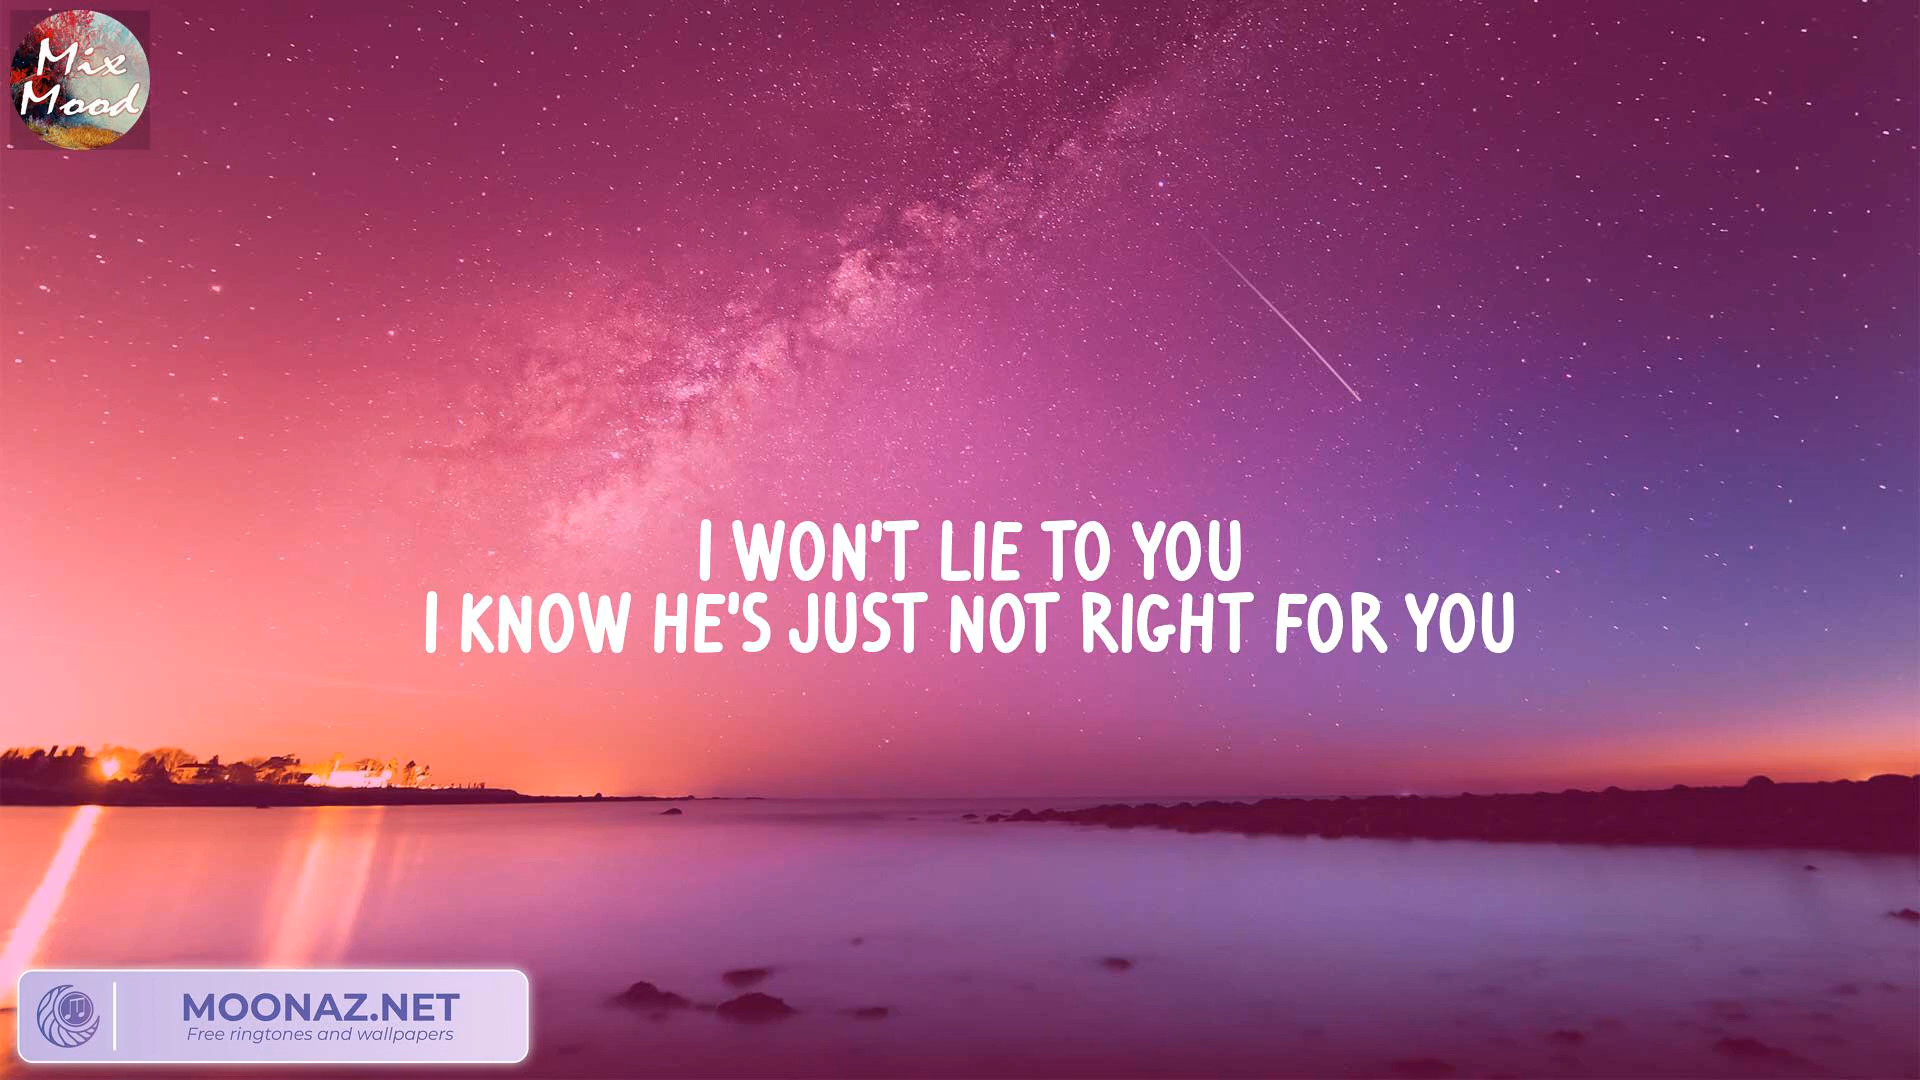 Mix
Mood
I WON'T LIE TO YOU
I KNOW HE'S JUST NOT RIGHT FOR YOU
MOONAZ.NET
Free ringtones and wallpapers